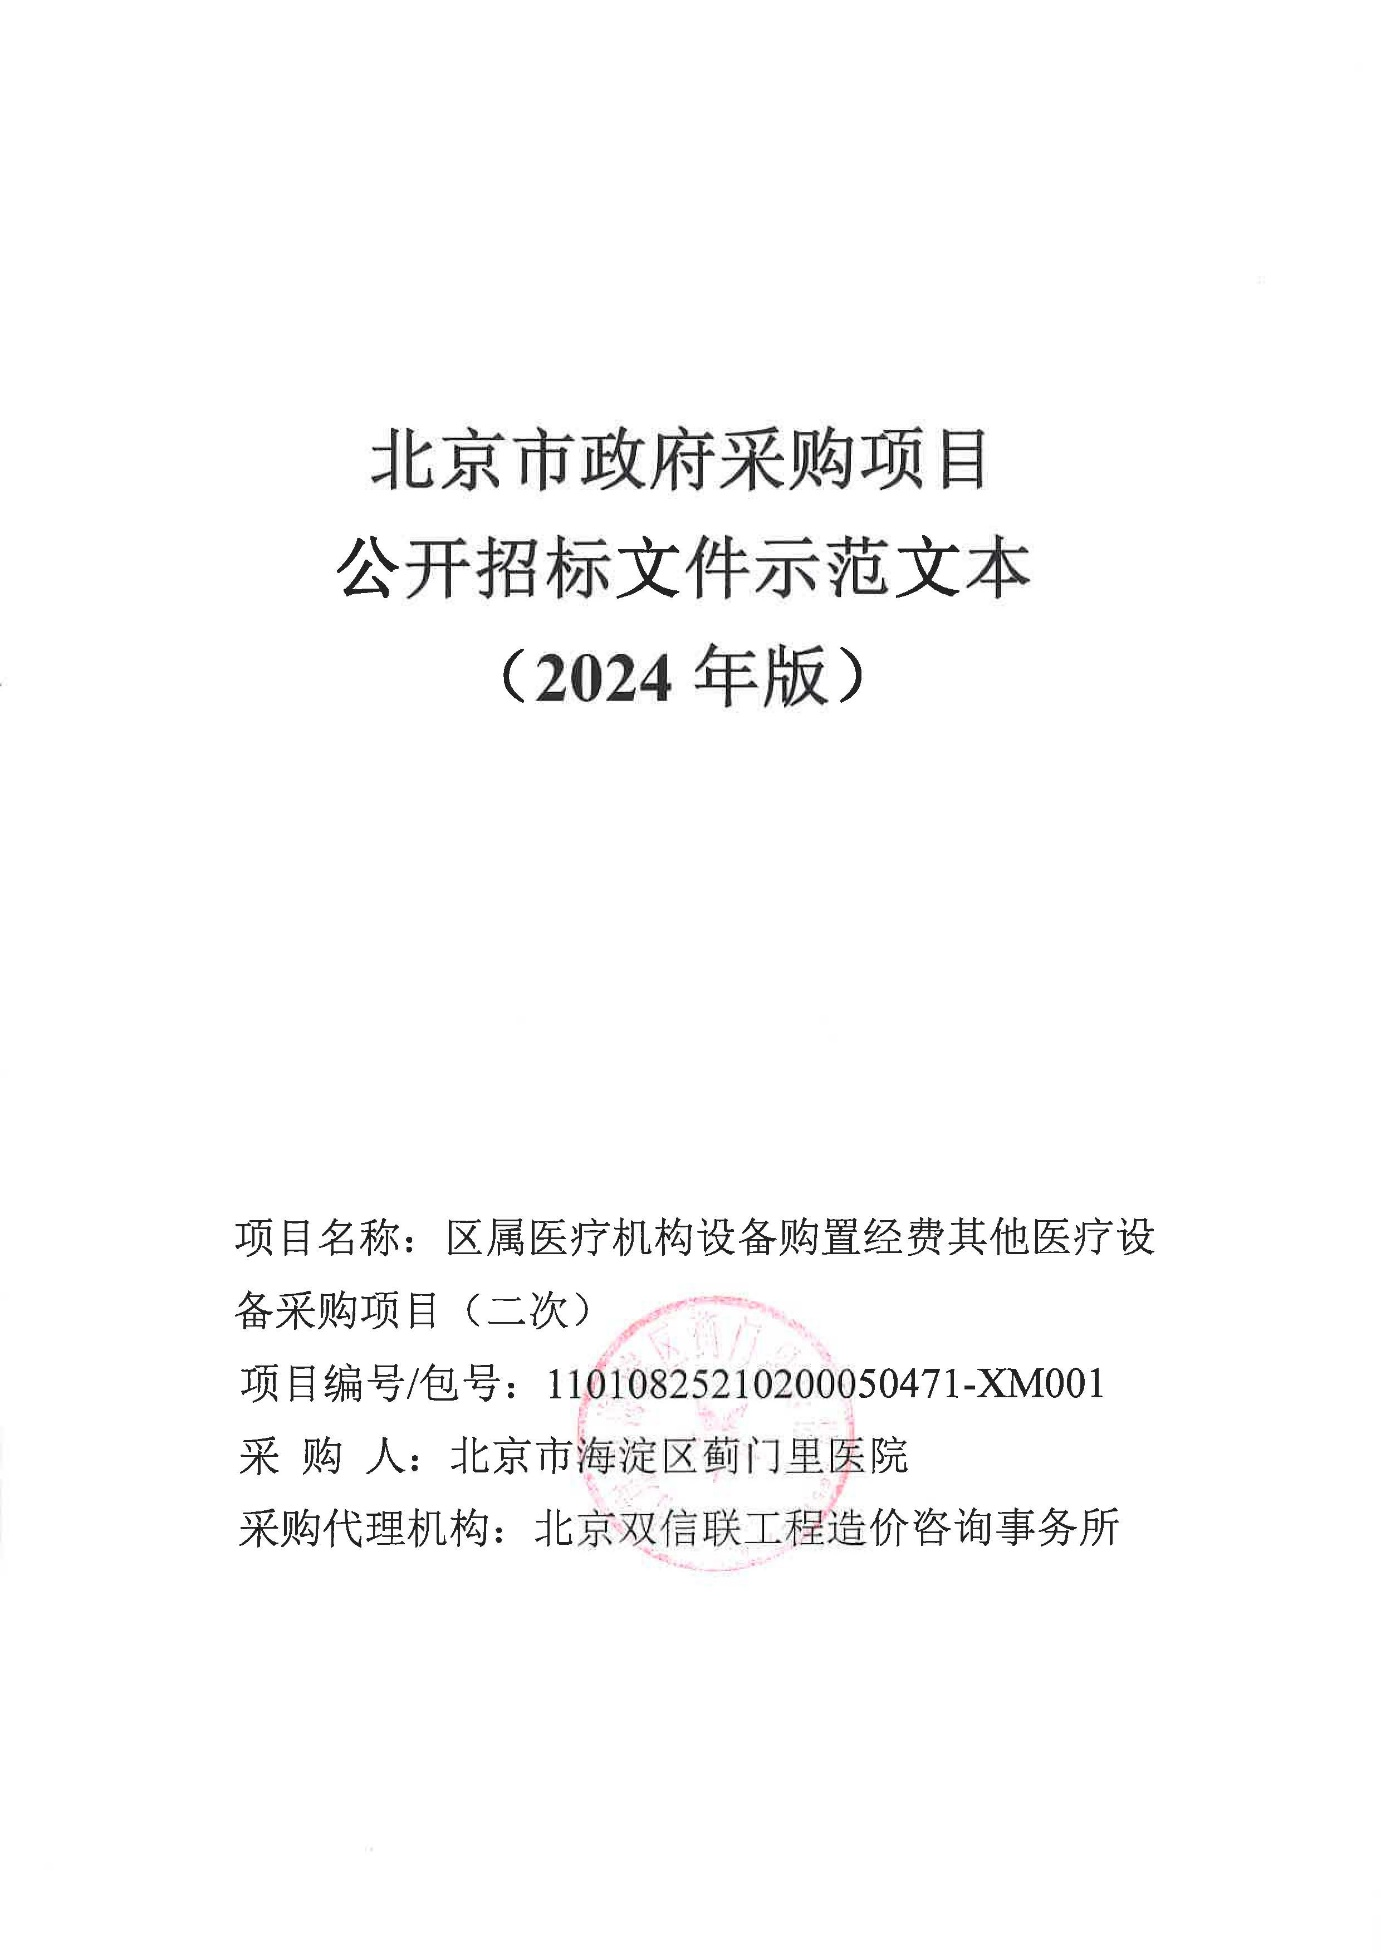 北京市政府采购项目
公开招标文件示范文本
（2024 年版）
项目名称：区属医疗机构设备购置经费其他医疗设
备采购项目（二次）
项目编号/包号：11010825210200050471-XM001
采 购 人：北京市海淀区蓟门里医院
采购代理机构：北京双信联工程造价咨询事务所